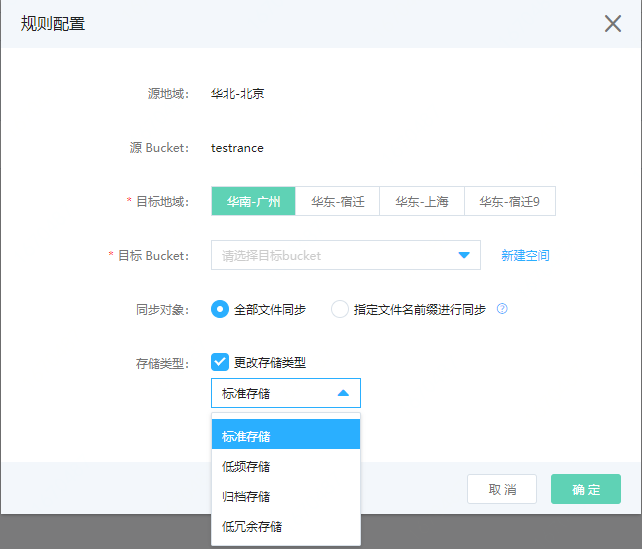 规则配置
源地域： 华北-北京
源 Bucket： testrance
* 目标地域： 华南-广州 华东-宿迁 华东-上海 华东-宿迁9
* 目标 Bucket： 请选择目标bucket 新建空间
同步对象： 全部文件同步 指定文件名前缀进行同步 ?
存储类型： 更改存储类型
标准存储
标准存储
低频存储
归档存储
低冗余存储
取 消 确 定